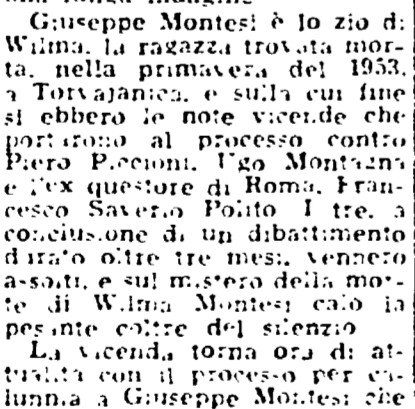 Giuseppe Montesi è lo zio di
Wilma, la ragazza trovata mor-
ta, nella primavera del 1953,
a Torvajanica, e sulla cui fine
si ebbero le note vicende che
portarono al processo contro
Piero Piccioni, Ugo Montagna
e l'ex questore di Roma, Fran-
cesco Saverio Polito I tre, a
conclusione di un dibattimento
durato oltre tre mesi, vennero
assolti, e sul mistero della mor-
te di Wilma Montesi calò la
pesante coltre del silenzio
La vicenda torna ora di at-
tualità con il processo per ca-
lunnia a Giuseppe Montesi che